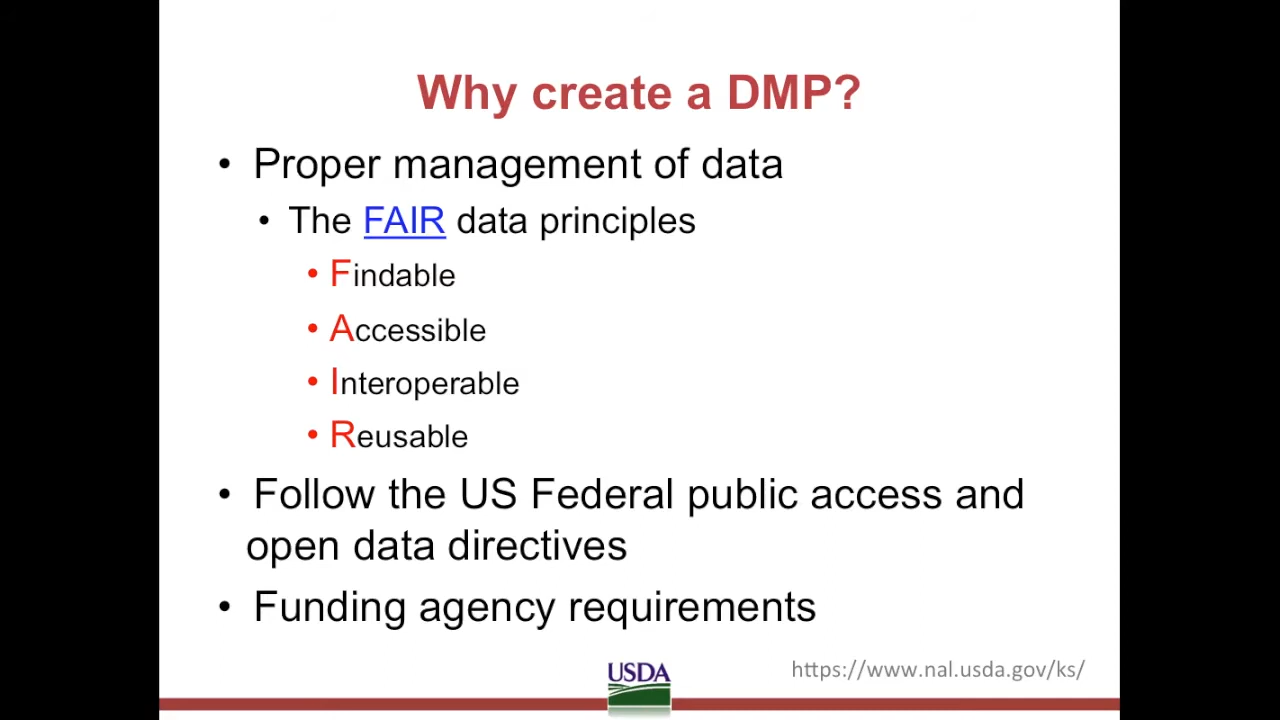 Why create a DMP?
• Proper management of data
• The FAIR data principles
• Findable
• Accessible
• Interoperable
• Reusable
• Follow the US Federal public access and
open data directives
• Funding agency requirements
USDA
https://www.nal.usda.gov/ks/